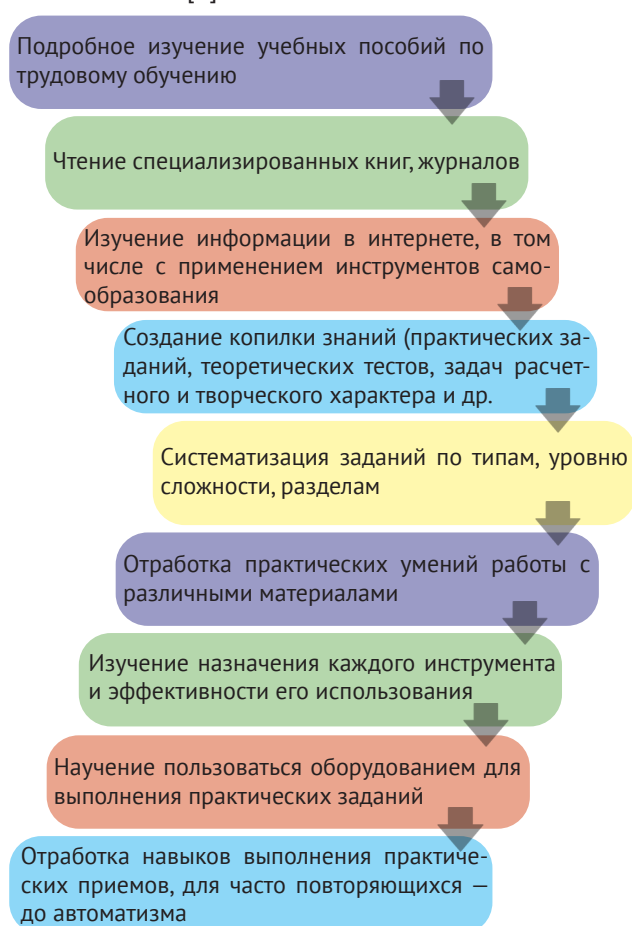 Подробное изучение учебных пособий по
трудовому обучению
Чтение специализированных книг, журналов
Изучение информации в интернете, в том
числе с применением инструментов само-
образования
Создание копилки знаний (практических за-
даний, теоретических тестов, задач расчет-
ного и творческого характера и др.
Систематизация заданий по типам, уровню
сложности, разделам
Отработка практических умений работы с
различными материалами
Изучение назначения каждого инструмента
и эффективности его использования
Научение пользоваться оборудованием для
выполнения практических заданий
Отработка навыков выполнения практиче-
ских приемов, для часто повторяющихся —
до автоматизма